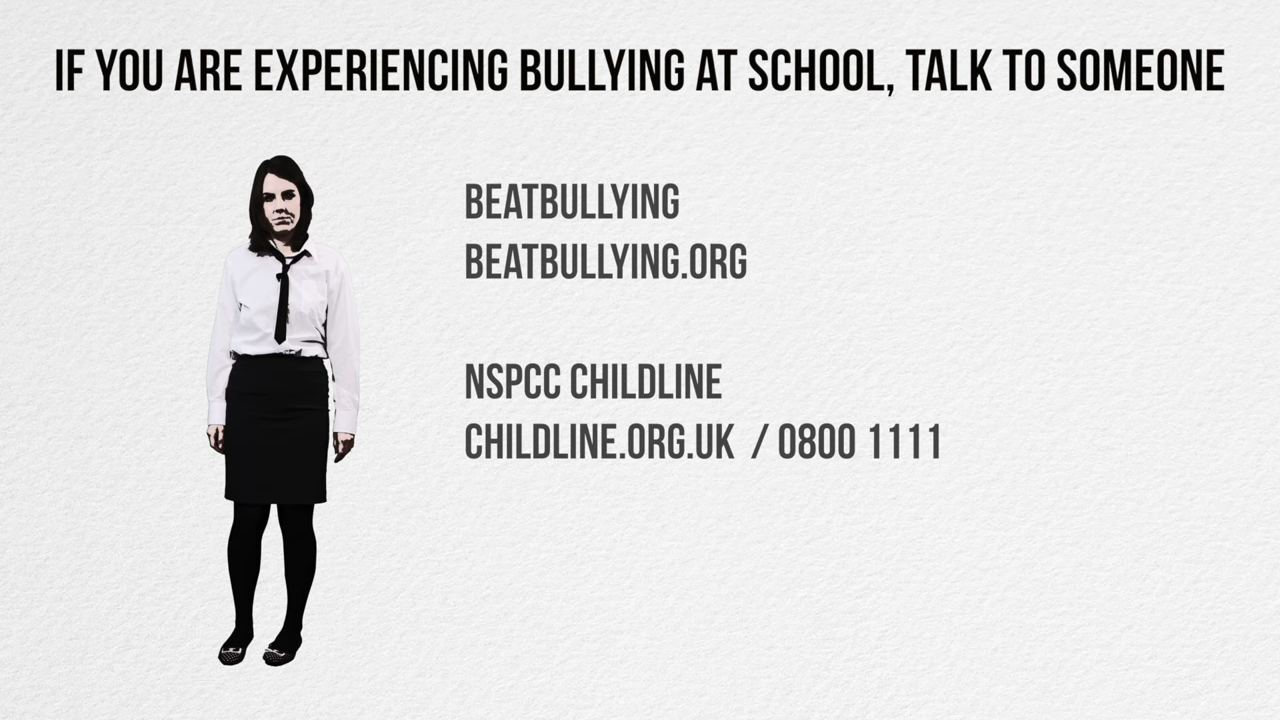 IF YOU ARE EXPERIENCING BULLYING AT SCHOOL, TALK TO SOMEONE
BEATBULLYING
BEATBULLYING.ORG
NSPCC CHILDLINE
CHILDLINE.ORG.UK / 0800 1111